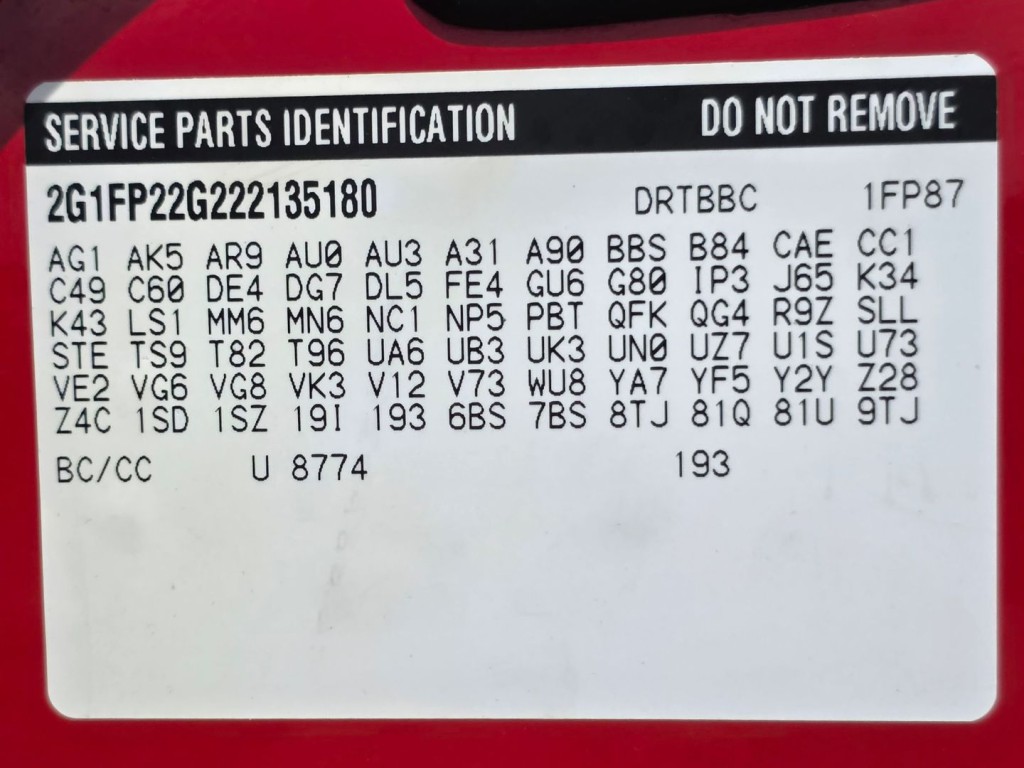 SERVICE PARTS IDENTIFICATION DO NOT REMOVE
2G1FP22G222135180 DRTBBC 1FP87
AG1 AK5 AR9 AU0 AU3 A31 A90 BBS B84 CAE CC1
C49 C60 DE4 DG7 DL5 FE4 GU6 G80 IP3 J65 K34
K43 LS1 MM6 MN6 NC1 NP5 PBT QFK QG4 R9Z SLL
STE TS9 T82 T96 UA6 UB3 UK3 UN0 UZ7 U1S U73
VE2 VG6 VG8 VK3 V12 V73 WU8 YA7 YF5 Y2Y Z28
Z4C 1SD 1SZ 19I 193 6BS 7BS 8TJ 81Q 81U 9TJ
BC/CC U 8774 193